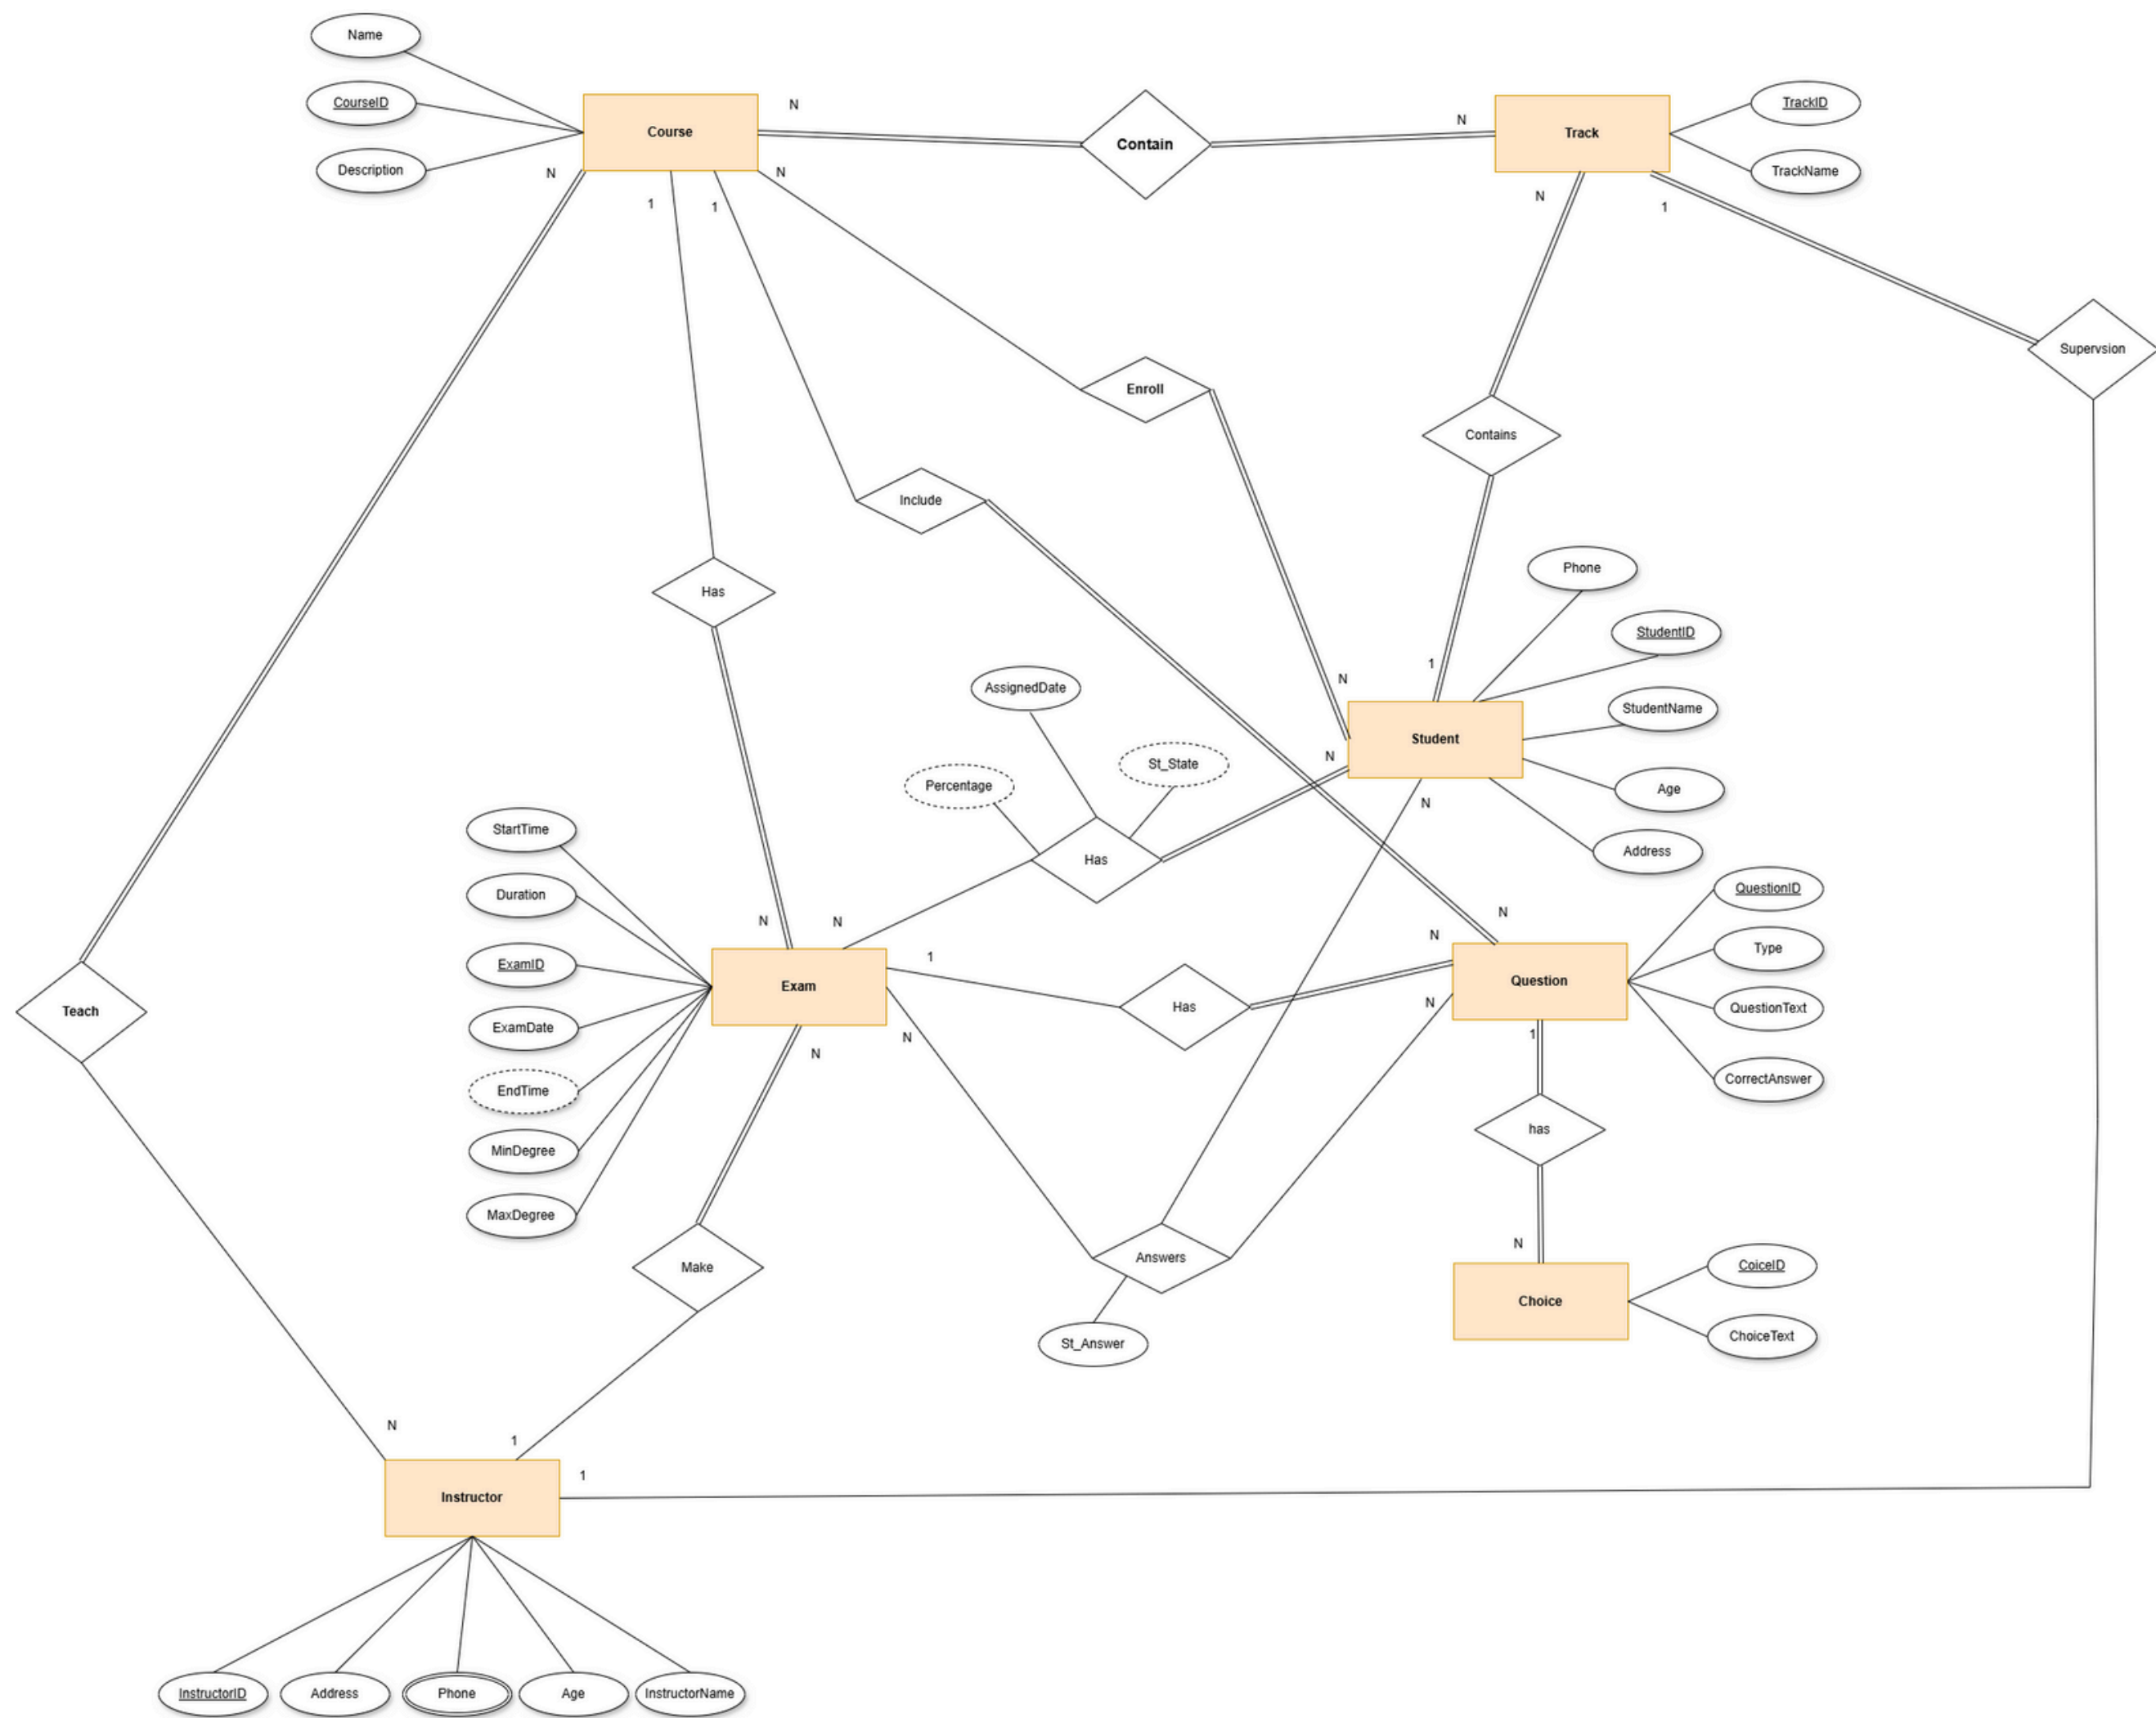 Name
CourseID
Description
Course
N
Contain
N
Track
TrackID
TrackName
N
1
1
N
N
1
Supervsion
Enroll
Contains
Include
Has
Phone
StudentID
StudentName
Age
Address
1
N
N
Student
N
AssignedDate
Percentage
St_State
Has
StartTime
Duration
ExamID
ExamDate
EndTime
MinDegree
MaxDegree
N
N
Exam
1
N
N
Has
N
N
N
Question
1
QuestionID
Type
QuestionText
CorrectAnswer
has
Teach
Make
Answers
St_Answer
N
Choice
CoiceID
ChoiceText
N
1
1
Instructor
InstructorID
Address
Phone
Age
InstructorName